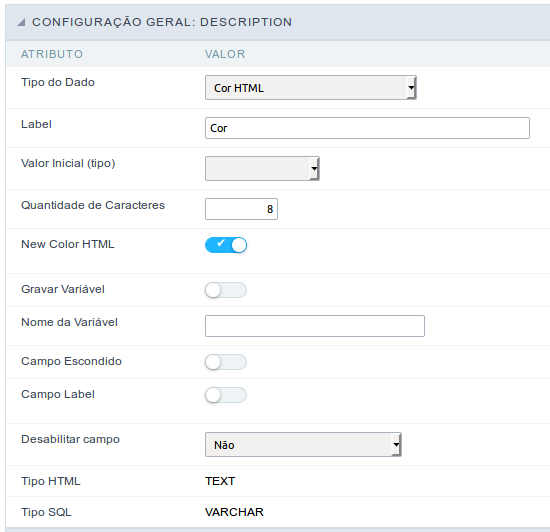 CONFIGURAÇÃO GERAL: DESCRIPTION
ATRIBUTO VALOR
Tipo do Dado Cor HTML
Label Cor
Valor Inicial (tipo)
Quantidade de Caracteres 8
New Color HTML
Gravar Variável
Nome da Variável
Campo Escondido
Campo Label
Desabilitar campo Não
Tipo HTML TEXT
Tipo SQL VARCHAR